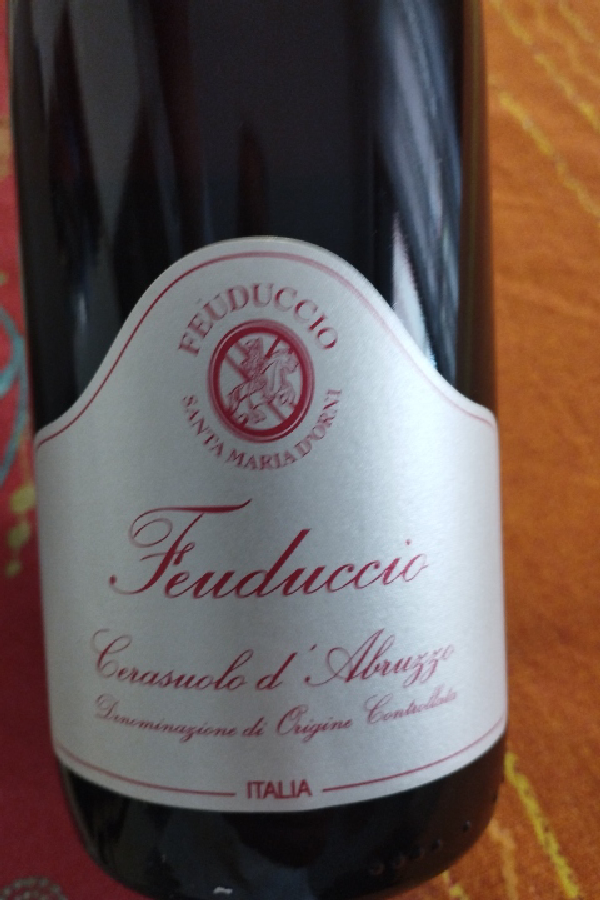 FEUDUCCIO
SANTA MARIA D'ORNI
Feuduccio
Cerasuolo d'Abruzzo
Denominazione di Origine Controllata
ITALIA